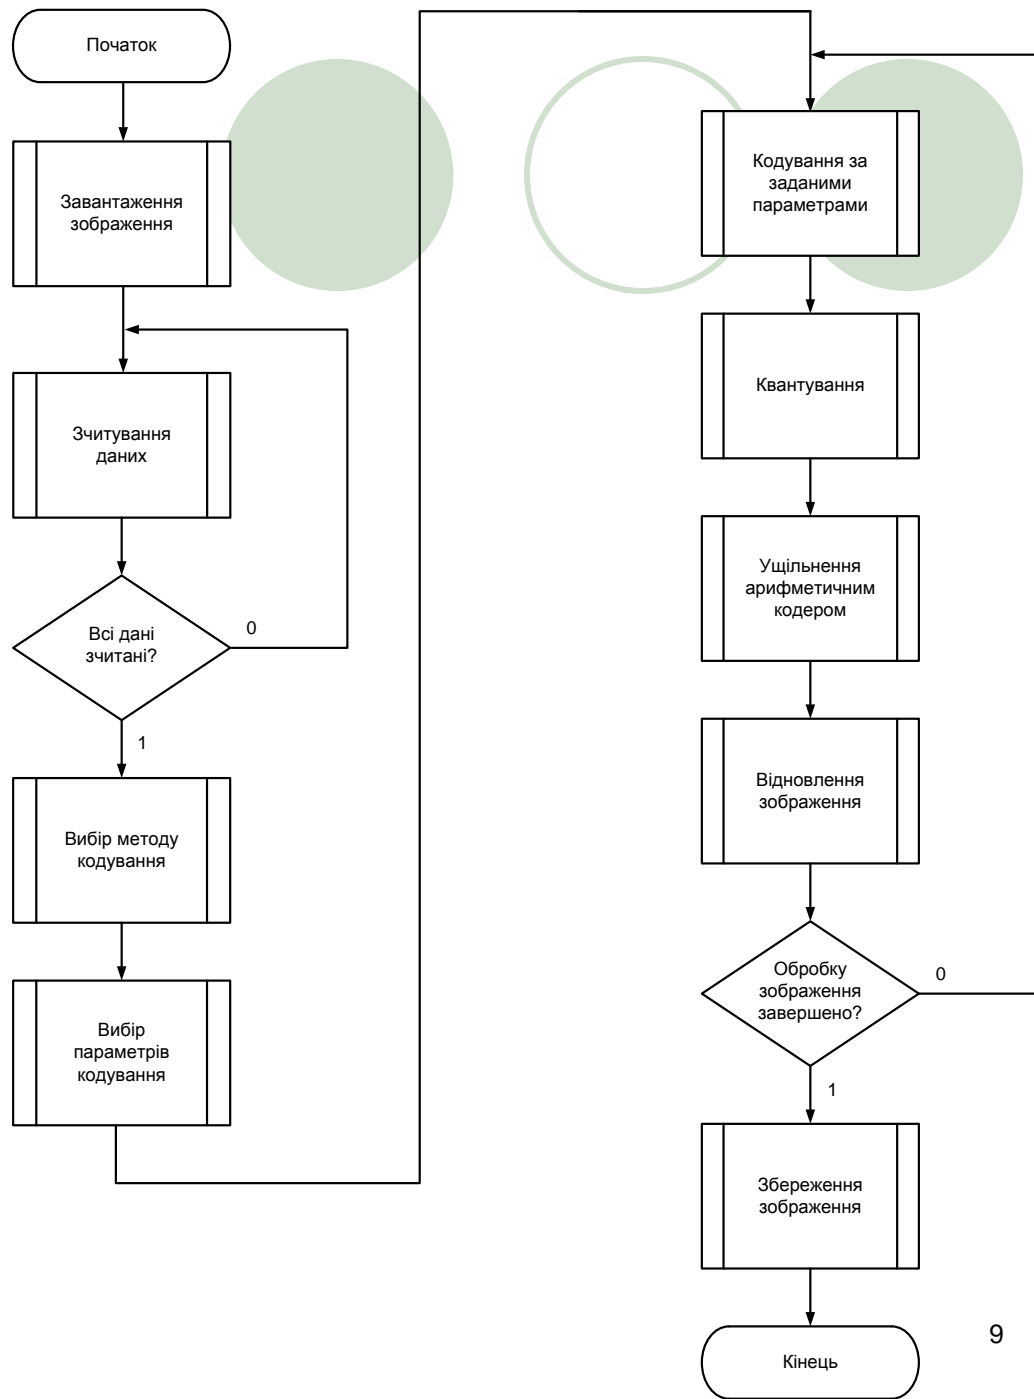 Початок
Завантаження
зображення
Зчитування
даних
Всі дані
зчитані?
0
1
Вибір методу
кодування
Вибір
параметрів
кодування
Кодування за
заданими
параметрами
Квантування
Ущільнення
арифметичним
кодером
Відновлення
зображення
Обробку
зображення
завершено?
0
1
Збереження
зображення
Кінець
9